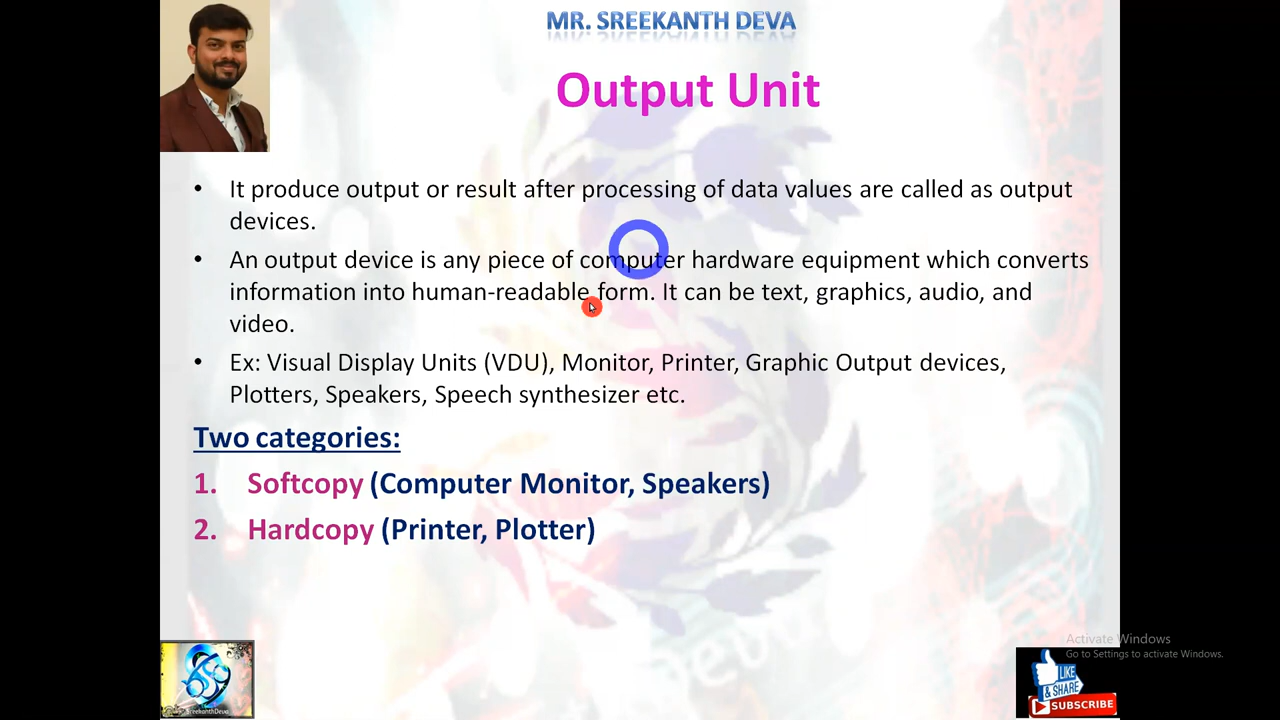 MR. SREEKANTH DEVA
Output Unit
• It produce output or result after processing of data values are called as output
devices.
• An output device is any piece of computer hardware equipment which converts
information into human-readable form. It can be text, graphics, audio, and
video.
• Ex: Visual Display Units (VDU), Monitor, Printer, Graphic Output devices,
Plotters, Speakers, Speech synthesizer etc.
Two categories:
1. Softcopy (Computer Monitor, Speakers)
2. Hardcopy (Printer, Plotter)
Activate Windows
Go to Settings to activate Windows.
LIKE
& SHARE
SUBSCRIBE
SreekanthDeva